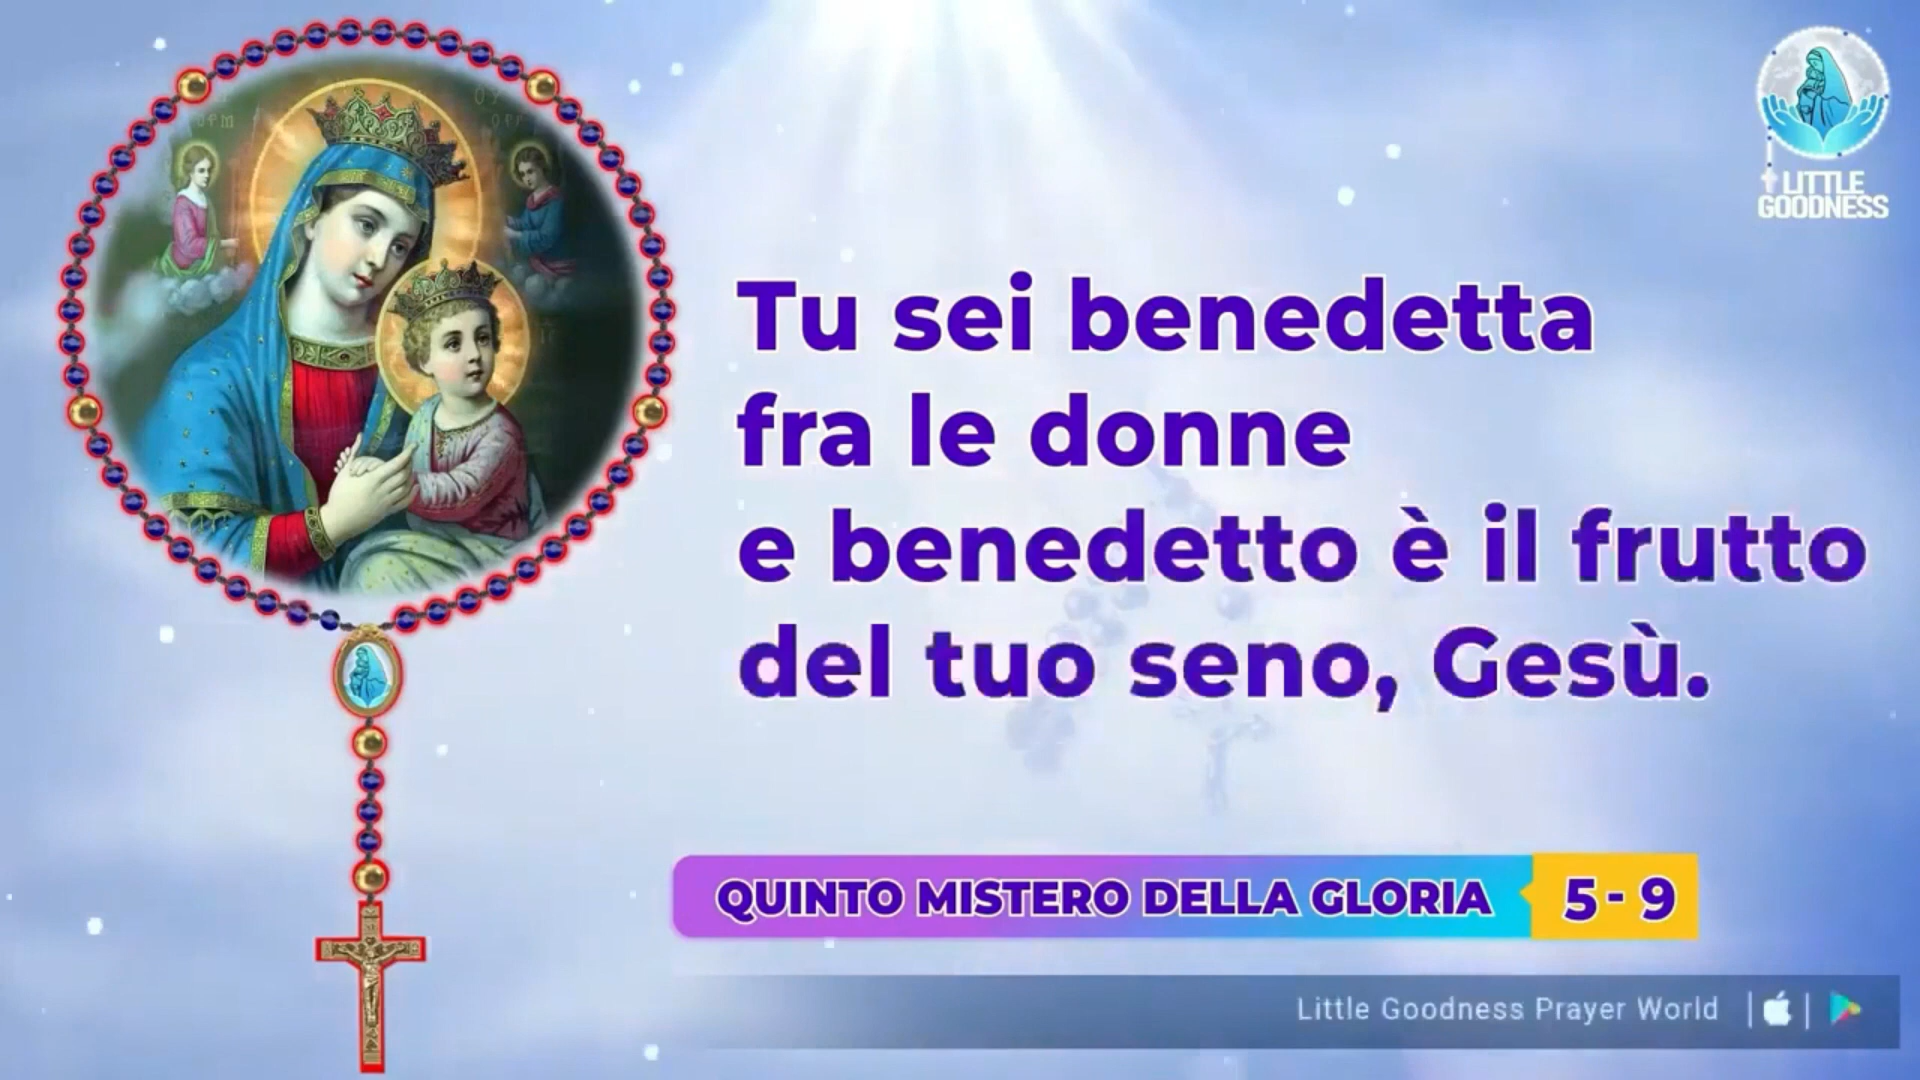 LITTLE
GOODNESS
Tu sei benedetta
fra le donne
e benedetto è il frutto
del tuo seno, Gesù.
QUINTO MISTERO DELLA GLORIA 5 - 9
Little Goodness Prayer World